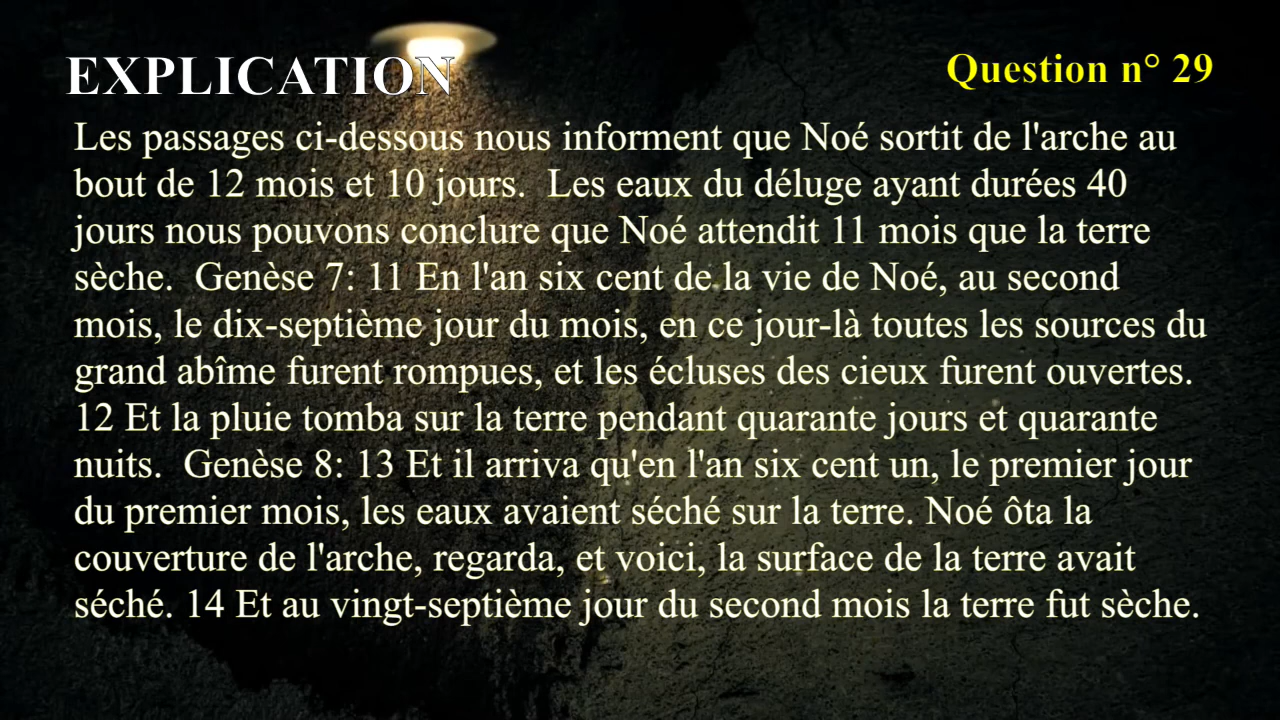 EXPLICATION
Question n° 29
Les passages ci-dessous nous informent que Noé sortit de l'arche au
bout de 12 mois et 10 jours.  Les eaux du déluge ayant durées 40
jours nous pouvons conclure que Noé attendit 11 mois que la terre
sèche.  Genèse 7: 11 En l'an six cent de la vie de Noé, au second
mois, le dix-septième jour du mois, en ce jour-là toutes les sources du
grand abîme furent rompues, et les écluses des cieux furent ouvertes.
12 Et la pluie tomba sur la terre pendant quarante jours et quarante
nuits.  Genèse 8: 13 Et il arriva qu'en l'an six cent un, le premier jour
du premier mois, les eaux avaient séché sur la terre. Noé ôta la
couverture de l'arche, regarda, et voici, la surface de la terre avait
séché. 14 Et au vingt-septième jour du second mois la terre fut sèche.